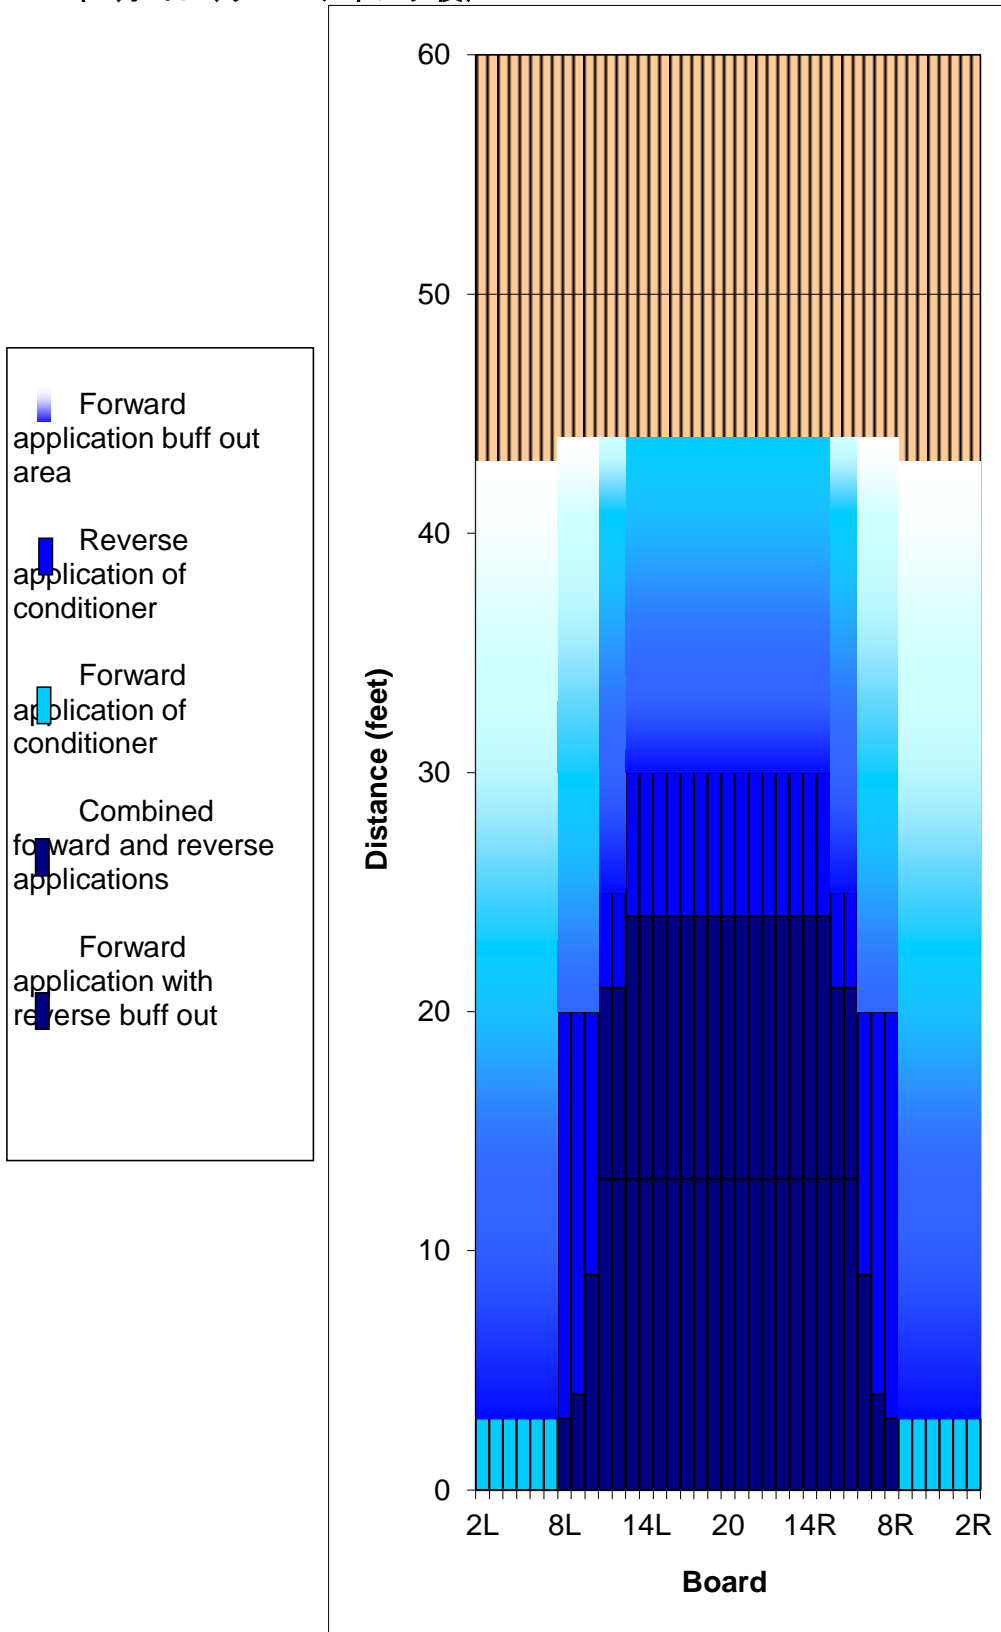 Forward
application buff out
area
Reverse
application of
conditioner
Forward
application of
conditioner
Combined
forward and reverse
applications
Forward
application with
reverse buff out
60
50
40
30
20
10
0
Distance (feet)
2L 8L 14L 20 14R 8R 2R
Board